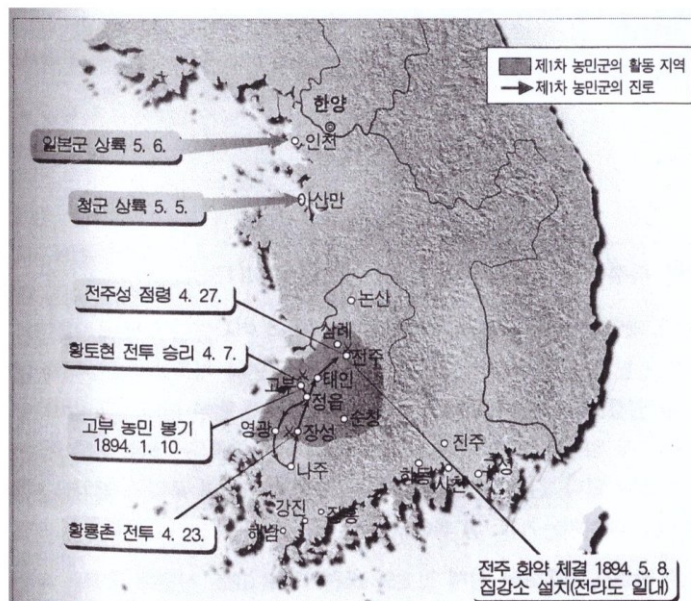 제1차 농민군의 활동 지역
제1차 농민군의 진로
한양
일본군 상륙 5. 6.
인천
청군 상륙 5. 5.
아산만
전주성 점령 4. 27.
논산
삼례
전주
황토현 전투 승리 4. 7.
태인
고부
정읍
고부 농민 봉기
1894. 1. 10.
순창
영광
장성
진주
나주
하동
사천
강진
장흥
해남
황룡촌 전투 4. 23.
전주 화약 체결 1894. 5. 8.
집강소 설치(전라도 일대)